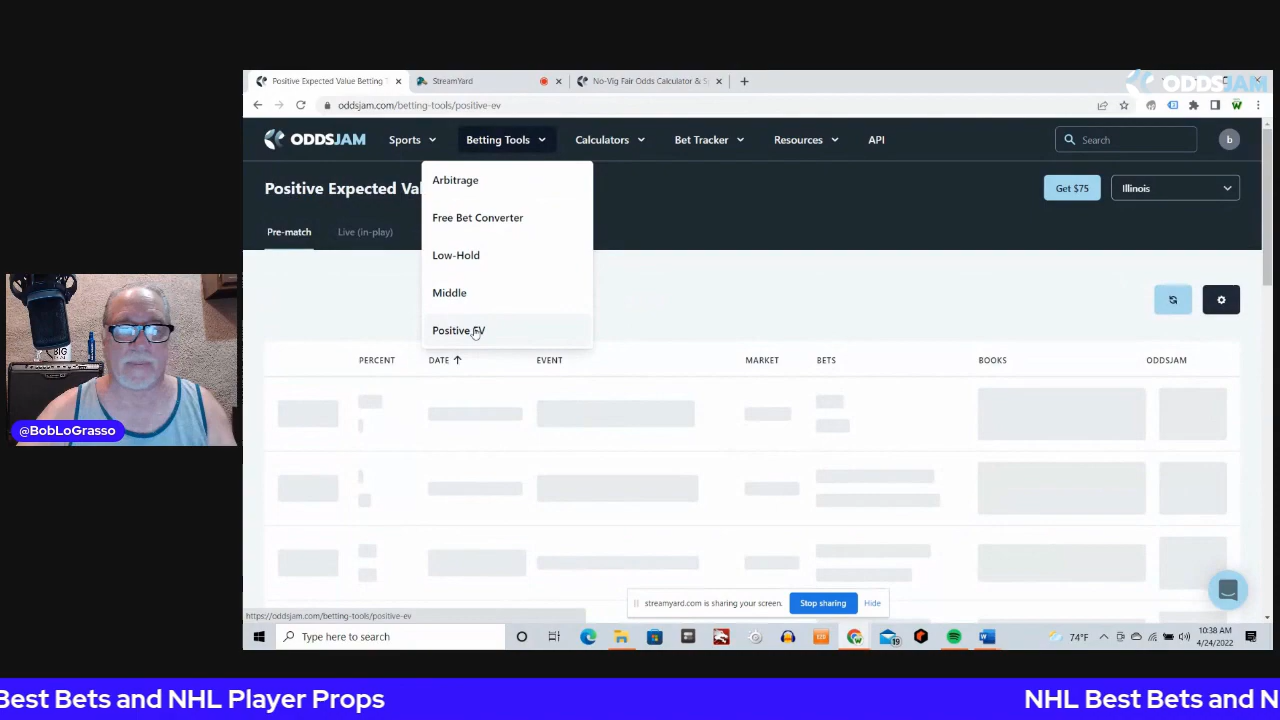 Positive Expected Value Betting T
StreamYard
No-Vig Fair Odds Calculator & S
ODDSJAM
oddsjam.com/betting-tools/positive-ev
ODDSJAM
Sports
Betting Tools
Calculators
Bet Tracker
Resources
API
Search
b
Positive Expected Val
Get $75
Illinois
Pre-match
Live (in-play)
Arbitrage
Free Bet Converter
Low-Hold
Middle
Positive EV
PERCENT
DATE
EVENT
MARKET
BETS
BOOKS
ODDSJAM
BIG
@BobLoGrasso
streamyard.com is sharing your screen.
Stop sharing
Hide
https://oddsjam.com/betting-tools/positive-ev
Type here to search
19
74°F
10:38 AM
4/24/2022
Best Bets and NHL Player Props
NHL Best Bets and N